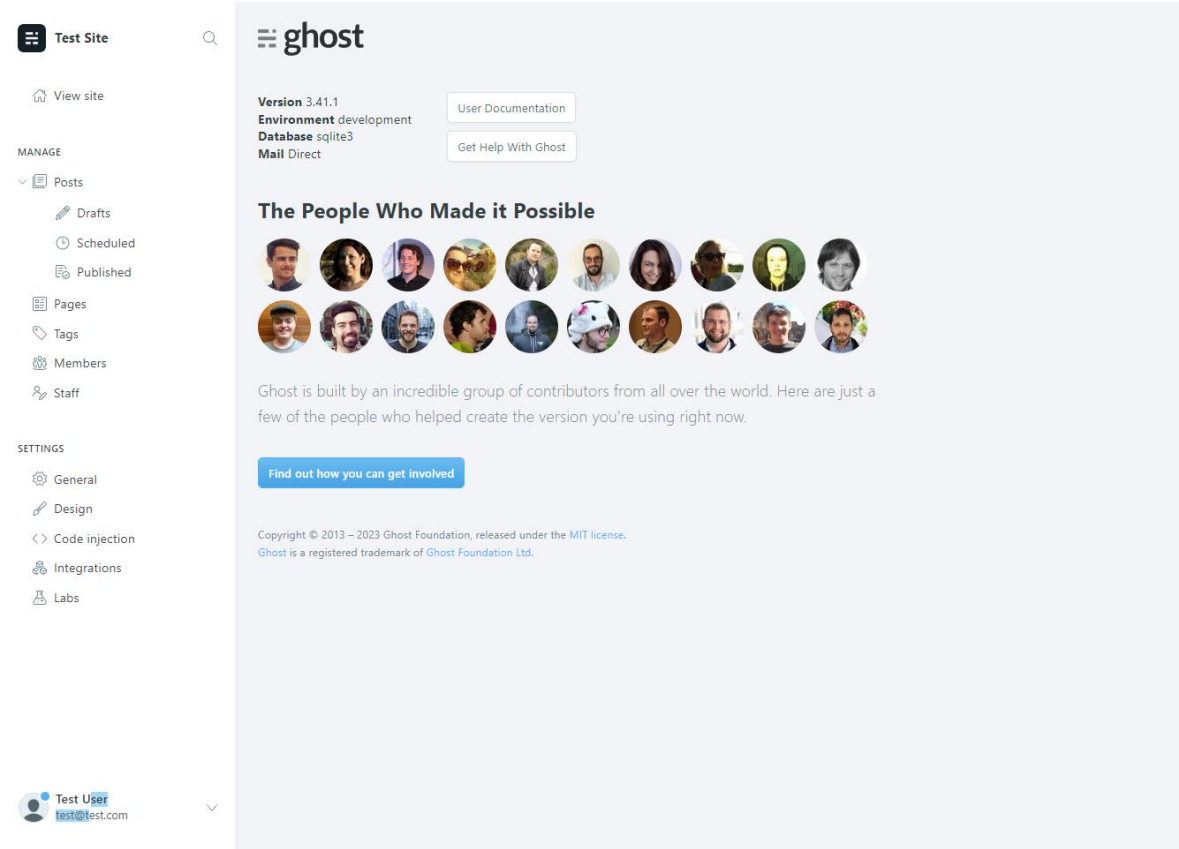 Test Site
View site
MANAGE
Posts
Drafts
Scheduled
Published
Pages
Tags
Members
Staff
SETTINGS
General
Design
Code injection
Integrations
Labs
Test User
test@test.com
ghost
Version 3.41.1
Environment development
Database sqlite3
Mail Direct
User Documentation
Get Help With Ghost
The People Who Made it Possible
Ghost is built by an incredible group of contributors from all over the world. Here are just a
few of the people who helped create the version you’re using right now.
Find out how you can get involved
Copyright © 2013 – 2023 Ghost Foundation, released under the MIT license.
Ghost is a registered trademark of Ghost Foundation Ltd.